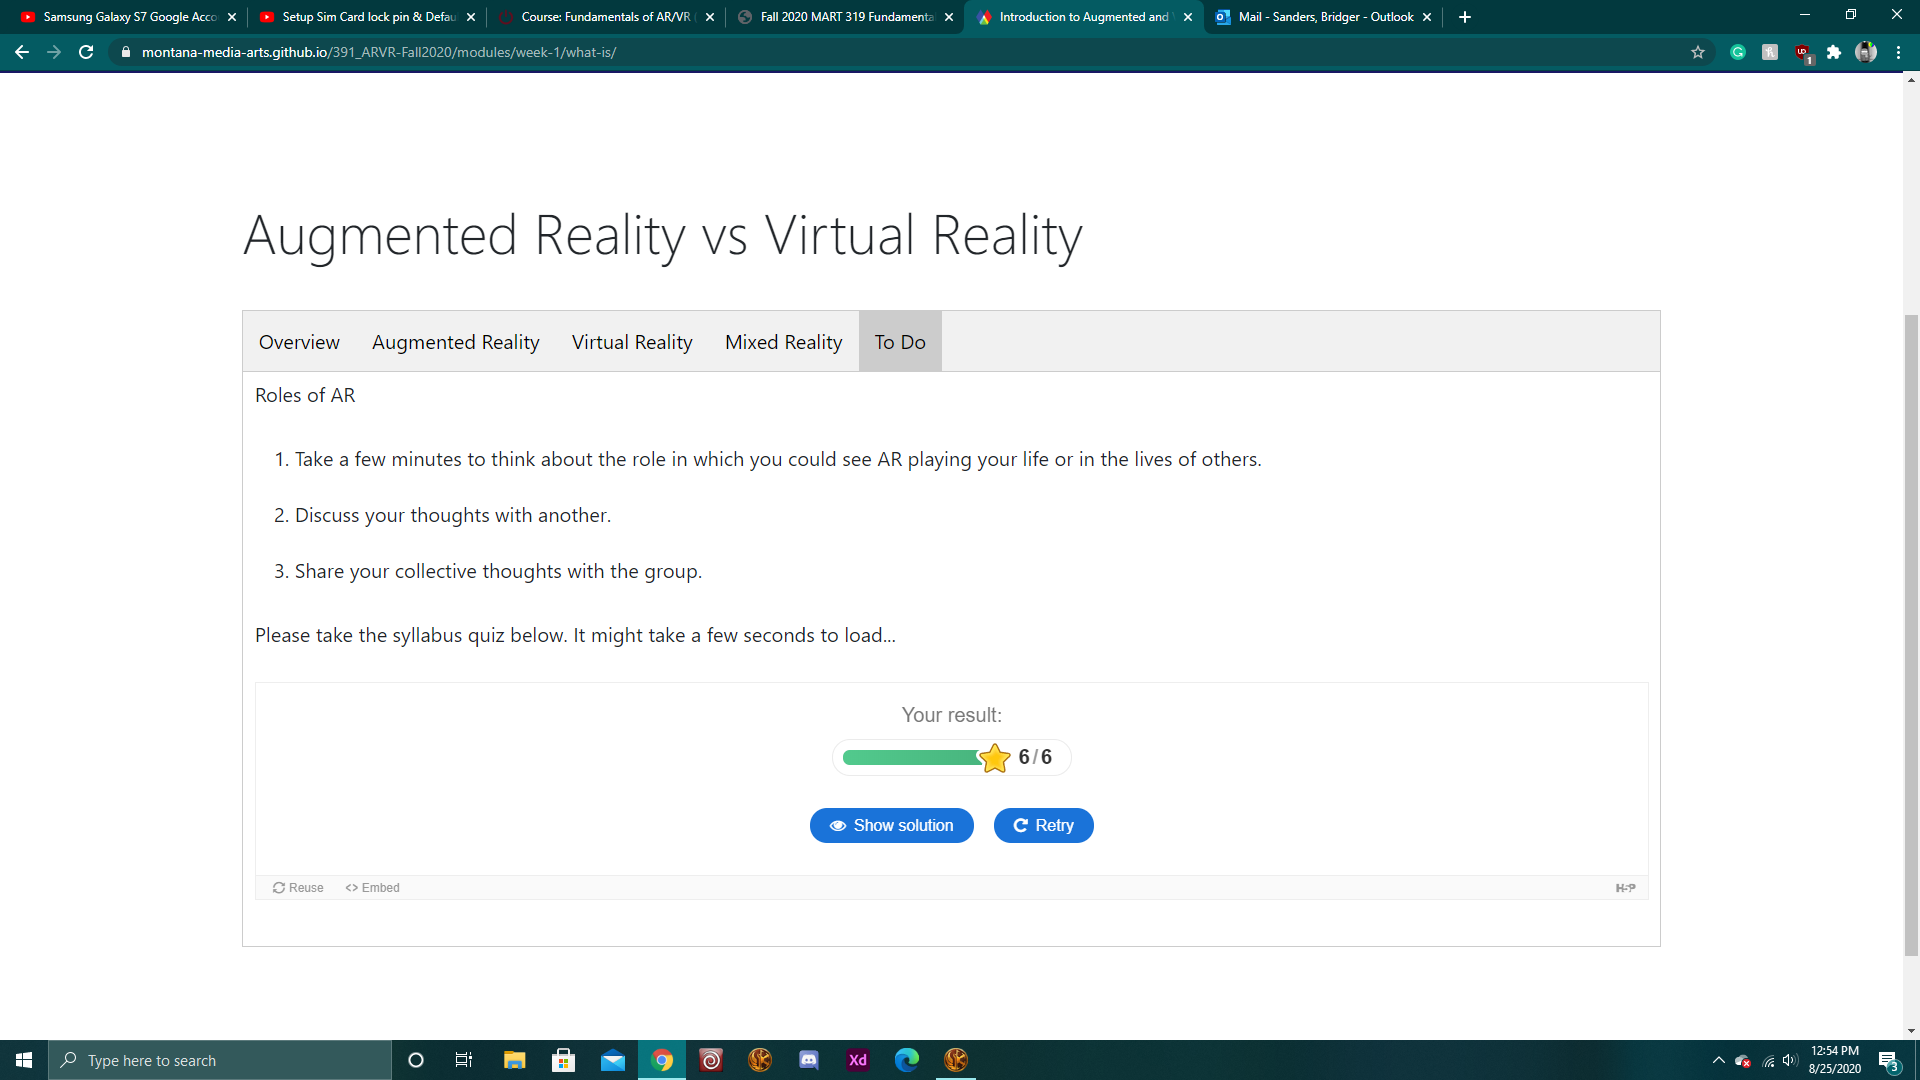 Samsung Galaxy S7 Google Acco
Setup Sim Card lock pin & Defau
Course: Fundamentals of AR/VR
Fall 2020 MART 319 Fundamenta
Introduction to Augmented and
Mail - Sanders, Bridger - Outlook
montana-media-arts.github.io/391_ARVR-Fall2020/modules/week-1/what-is/
1
Augmented Reality vs Virtual Reality
Overview
Augmented Reality
Virtual Reality
Mixed Reality
To Do
Roles of AR
1. Take a few minutes to think about the role in which you could see AR playing your life or in the lives of others.
2. Discuss your thoughts with another.
3. Share your collective thoughts with the group.
Please take the syllabus quiz below. It might take a few seconds to load...
Your result:
6/6
Show solution
Retry
Reuse
<> Embed
H-P
Type here to search
Xd
12:54 PM
8/25/2020
3